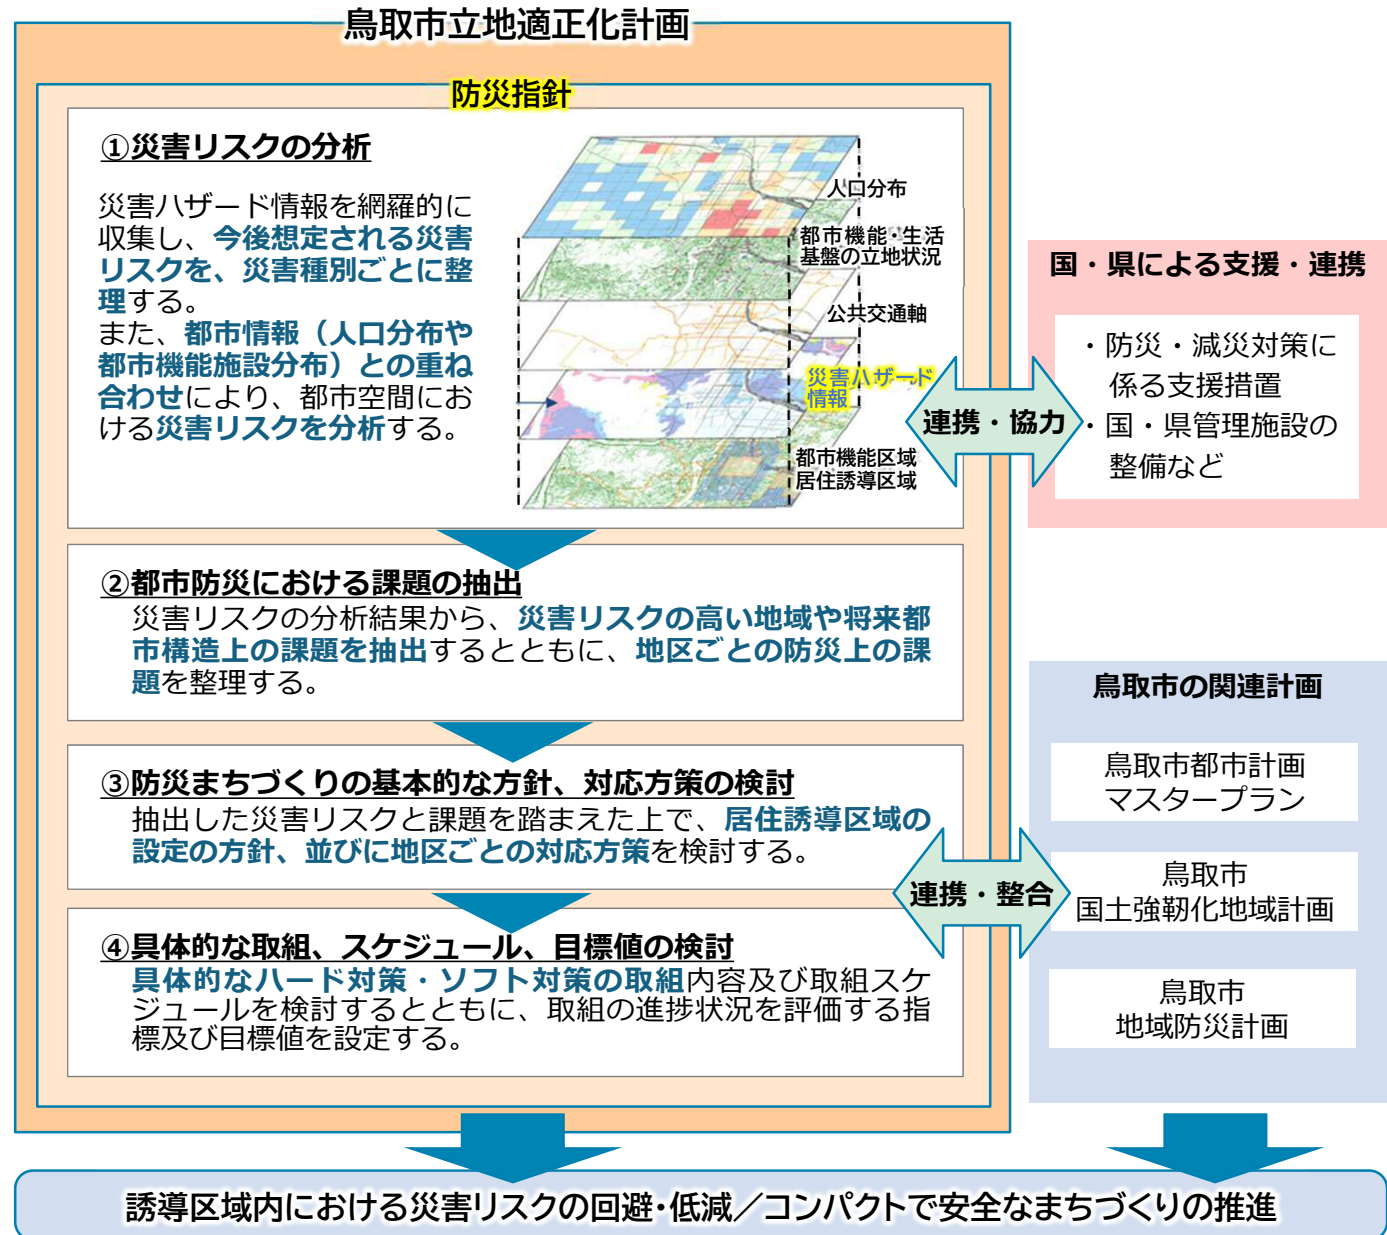 鳥取市立地適正化計画
防災指針
①災害リスクの分析
災害ハザード情報を網羅的に
収集し、今後想定される災害
リスクを、災害種別ごとに整
理する。
また、都市情報（人口分布や
都市機能施設分布）との重ね
合わせにより、都市空間にお
ける災害リスクを分析する。
人口分布
都市機能・生活
基盤の立地状況
公共交通軸
災害ハザード
情報
都市機能区域
居住誘導区域
連携・協力
国・県による支援・連携
・防災・減災対策に
係る支援措置
・国・県管理施設の
整備など
②都市防災における課題の抽出
災害リスクの分析結果から、災害リスクの高い地域や将来都
市構造上の課題を抽出するとともに、地区ごとの防災上の課
題を整理する。
③防災まちづくりの基本的な方針、対応方策の検討
抽出した災害リスクと課題を踏まえた上で、居住誘導区域の
設定の方針、並びに地区ごとの対応方策を検討する。
④具体的な取組、スケジュール、目標値の検討
具体的なハード対策・ソフト対策の取組内容及び取組スケ
ジュールを検討するとともに、取組の進捗状況を評価する指
標及び目標値を設定する。
連携・整合
鳥取市の関連計画
鳥取市都市計画
マスタープラン
鳥取市
国土強靭化地域計画
鳥取市
地域防災計画
誘導区域内における災害リスクの回避・低減／コンパクトで安全なまちづくりの推進